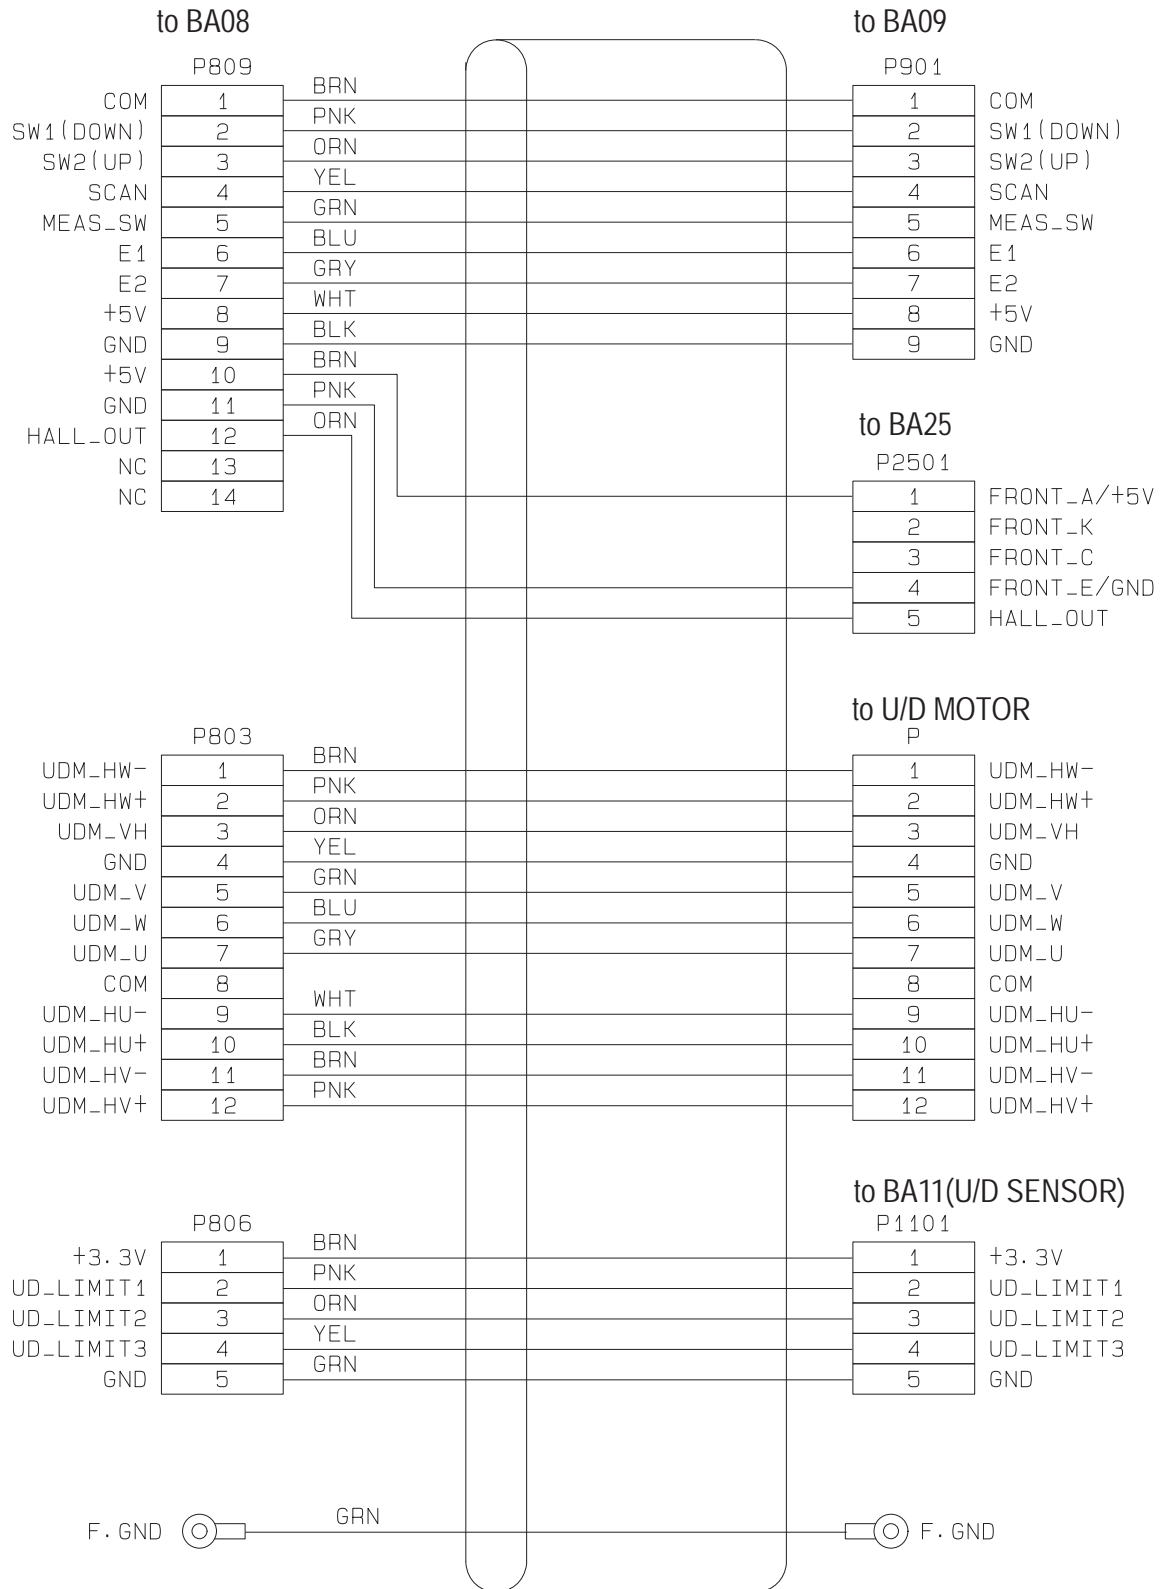 to BA08 to BA09
P809 P901
COM 1 BRN 1 COM
SW1(DOWN) 2 PNK 2 SW1(DOWN)
SW2(UP) 3 ORN 3 SW2(UP)
SCAN 4 YEL 4 SCAN
MEAS_SW 5 GRN 5 MEAS_SW
E1 6 BLU 6 E1
E2 7 GRY 7 E2
+5V 8 WHT 8 +5V
GND 9 BLK 9 GND
+5V 10 BRN
GND 11 PNK
HALL_OUT 12 ORN
NC 13
NC 14
to BA25
P2501
1 FRONT_A/+5V
2 FRONT_K
3 FRONT_C
4 FRONT_E/GND
5 HALL_OUT
to U/D MOTOR
P803 P
UDM_HW- 1 BRN 1 UDM_HW-
UDM_HW+ 2 PNK 2 UDM_HW+
UDM_VH 3 ORN 3 UDM_VH
GND 4 YEL 4 GND
UDM_V 5 GRN 5 UDM_V
UDM_W 6 BLU 6 UDM_W
UDM_U 7 GRY 7 UDM_U
COM 8 8 COM
UDM_HU- 9 WHT 9 UDM_HU-
UDM_HU+ 10 BLK 10 UDM_HU+
UDM_HV- 11 BRN 11 UDM_HV-
UDM_HV+ 12 PNK 12 UDM_HV+
to BA11(U/D SENSOR)
P806 P1101
+3.3V 1 BRN 1 +3.3V
UD_LIMIT1 2 PNK 2 UD_LIMIT1
UD_LIMIT2 3 ORN 3 UD_LIMIT2
UD_LIMIT3 4 YEL 4 UD_LIMIT3
GND 5 GRN 5 GND
F.GND GRN F.GND